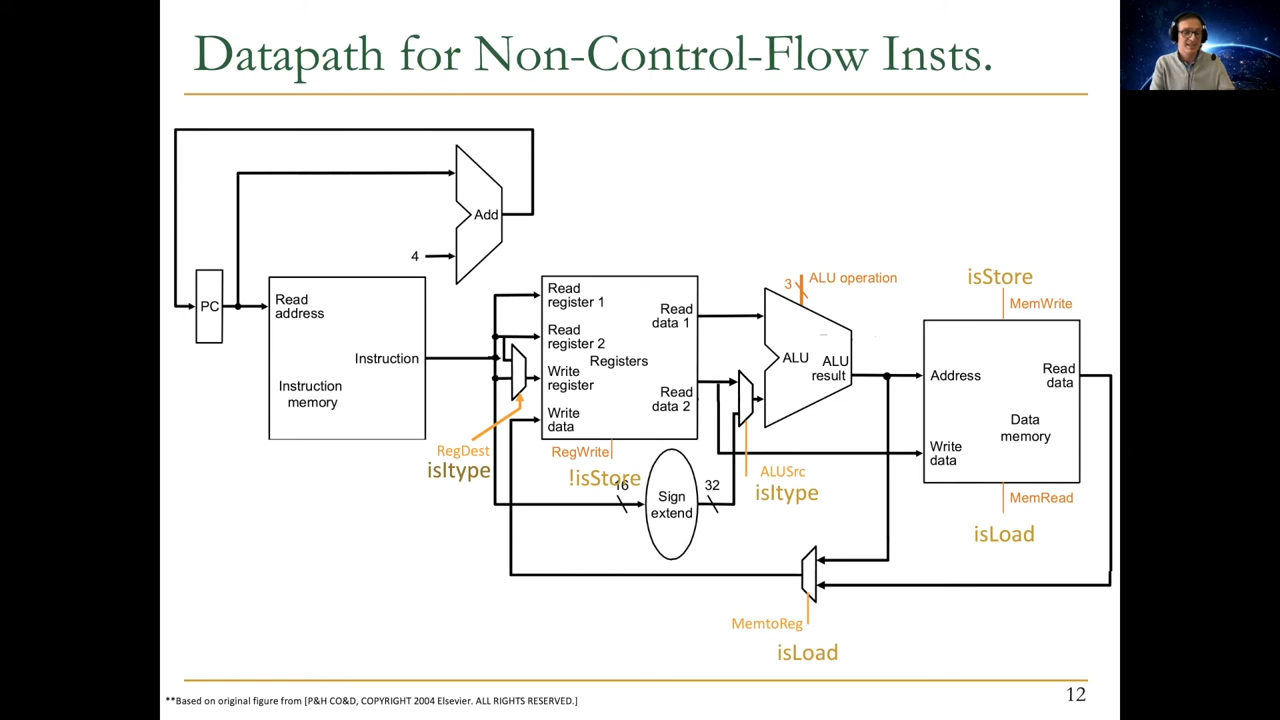 Datapath for Non-Control-Flow Insts.
Add
4
PC
Read
address
Instruction
Instruction
memory
Read
register 1
Read
register 2
Registers
Write
register
Write
data
Read
data 1
Read
data 2
RegDest
isItype
RegWrite
!isStore
16
Sign
extend
32
3
ALU operation
ALU
ALU
result
ALUSrc
isItype
isStore
MemWrite
Address
Read
data
Data
memory
Write
data
MemRead
isLoad
MemtoReg
isLoad
**Based on original figure from [P&H CO&D, COPYRIGHT 2004 Elsevier. ALL RIGHTS RESERVED.]
12